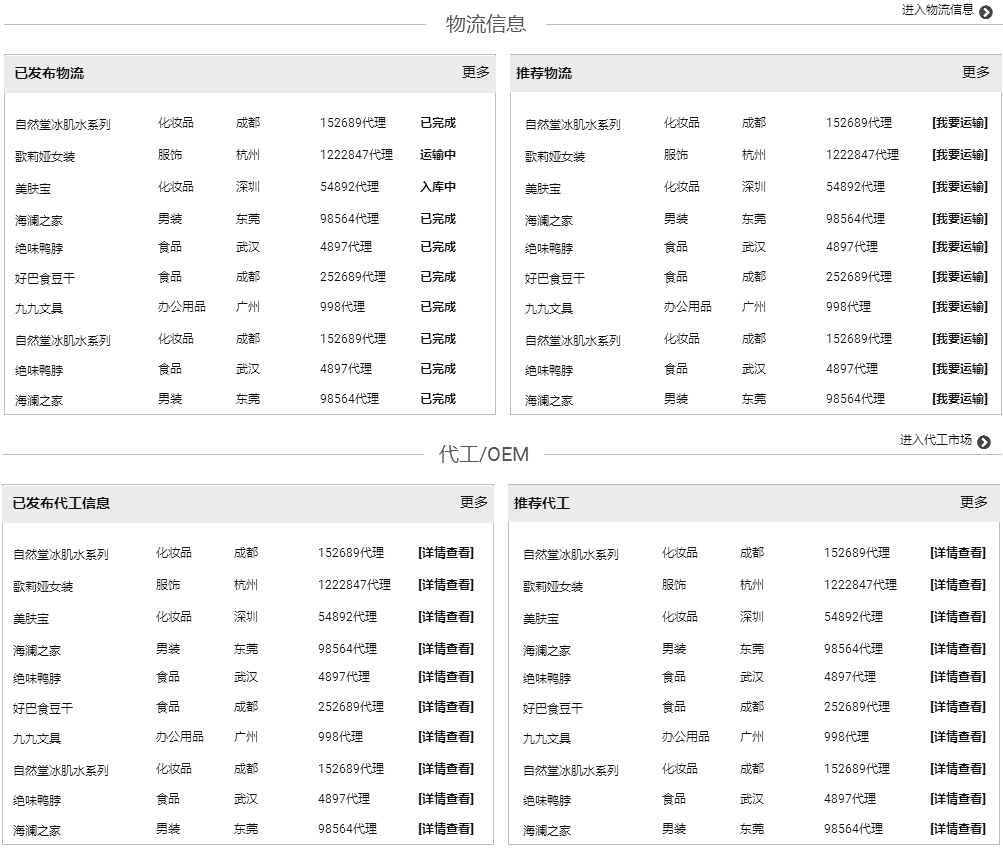 物流信息
进入物流信息
已发布物流 更多
自然堂冰肌水系列 化妆品 成都 152689代理 已完成
歌莉娅女装 服饰 杭州 1222847代理 运输中
美肤宝 化妆品 深圳 54892代理 入库中
海澜之家 男装 东莞 98564代理 已完成
绝味鸭脖 食品 武汉 4897代理 已完成
好巴食豆干 食品 成都 252689代理 已完成
九九文具 办公用品 广州 998代理 已完成
自然堂冰肌水系列 化妆品 成都 152689代理 已完成
绝味鸭脖 食品 武汉 4897代理 已完成
海澜之家 男装 东莞 98564代理 已完成
推荐物流 更多
自然堂冰肌水系列 化妆品 成都 152689代理 [我要运输]
歌莉娅女装 服饰 杭州 1222847代理 [我要运输]
美肤宝 化妆品 深圳 54892代理 [我要运输]
海澜之家 男装 东莞 98564代理 [我要运输]
绝味鸭脖 食品 武汉 4897代理 [我要运输]
好巴食豆干 食品 成都 252689代理 [我要运输]
九九文具 办公用品 广州 998代理 [我要运输]
自然堂冰肌水系列 化妆品 成都 152689代理 [我要运输]
绝味鸭脖 食品 武汉 4897代理 [我要运输]
海澜之家 男装 东莞 98564代理 [我要运输]
代工/OEM
进入代工市场
已发布代工信息 更多
自然堂冰肌水系列 化妆品 成都 152689代理 [详情查看]
歌莉娅女装 服饰 杭州 1222847代理 [详情查看]
美肤宝 化妆品 深圳 54892代理 [详情查看]
海澜之家 男装 东莞 98564代理 [详情查看]
绝味鸭脖 食品 武汉 4897代理 [详情查看]
好巴食豆干 食品 成都 252689代理 [详情查看]
九九文具 办公用品 广州 998代理 [详情查看]
自然堂冰肌水系列 化妆品 成都 152689代理 [详情查看]
绝味鸭脖 食品 武汉 4897代理 [详情查看]
海澜之家 男装 东莞 98564代理 [详情查看]
推荐代工 更多
自然堂冰肌水系列 化妆品 成都 152689代理 [详情查看]
歌莉娅女装 服饰 杭州 1222847代理 [详情查看]
美肤宝 化妆品 深圳 54892代理 [详情查看]
海澜之家 男装 东莞 98564代理 [详情查看]
绝味鸭脖 食品 武汉 4897代理 [详情查看]
好巴食豆干 食品 成都 252689代理 [详情查看]
九九文具 办公用品 广州 998代理 [详情查看]
自然堂冰肌水系列 化妆品 成都 152689代理 [详情查看]
绝味鸭脖 食品 武汉 4897代理 [详情查看]
海澜之家 男装 东莞 98564代理 [详情查看]